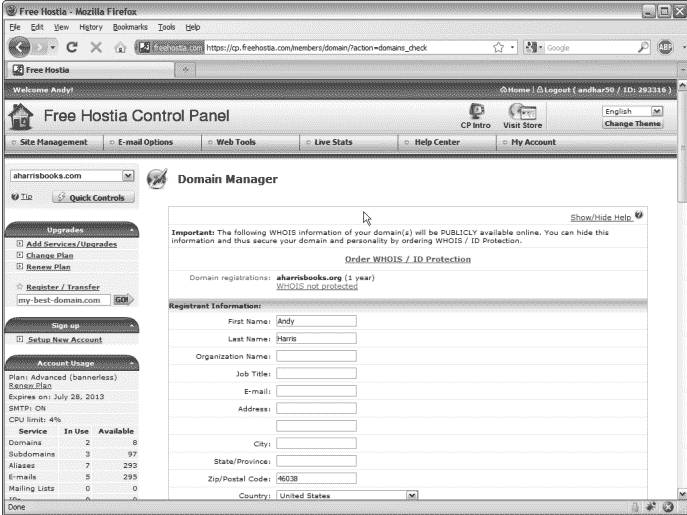 Free Hostia - Mozilla Firefox
File Edit View History Bookmarks Tools Help
freehostia.com https://cp.freehostia.com/members/domain/?action=domains_check
Google
ABP
Free Hostia
Welcome Andy!
Home | Logout ( andhar50 / ID: 293316 )
Free Hostia Control Panel
CP Intro
Visit Store
English
Change Theme
Site Management
E-mail Options
Web Tools
Live Stats
Help Center
My Account
aharrisbooks.com
Tip
Quick Controls
Upgrades
Add Services/Upgrades
Change Plan
Renew Plan
Register / Transfer
my-best-domain.com GO!
Sign up
Setup New Account
Account Usage
Plan: Advanced (bannerless)
Renew Plan
Expires on: July 28, 2013
SMTP: ON
CPU limit: 4%
Service In Use Available
Domains 2 8
Subdomains 3 97
Aliases 7 293
E-mails 5 295
Mailing Lists 0 0
IPs 0 0
Domain Manager
Show/Hide Help
Important: The following WHOIS information of your domain(s) will be PUBLICLY available online. You can hide this
information and thus secure your domain and personality by ordering WHOIS / ID Protection.
Order WHOIS / ID Protection
Domain registrations: aharrisbooks.org (1 year)
WHOIS not protected
Registrant Information:
First Name: Andy
Last Name: Harris
Organization Name:
Job Title:
E-mail:
Address:
City:
State/Province:
Zip/Postal Code: 46038
Country: United States
Done